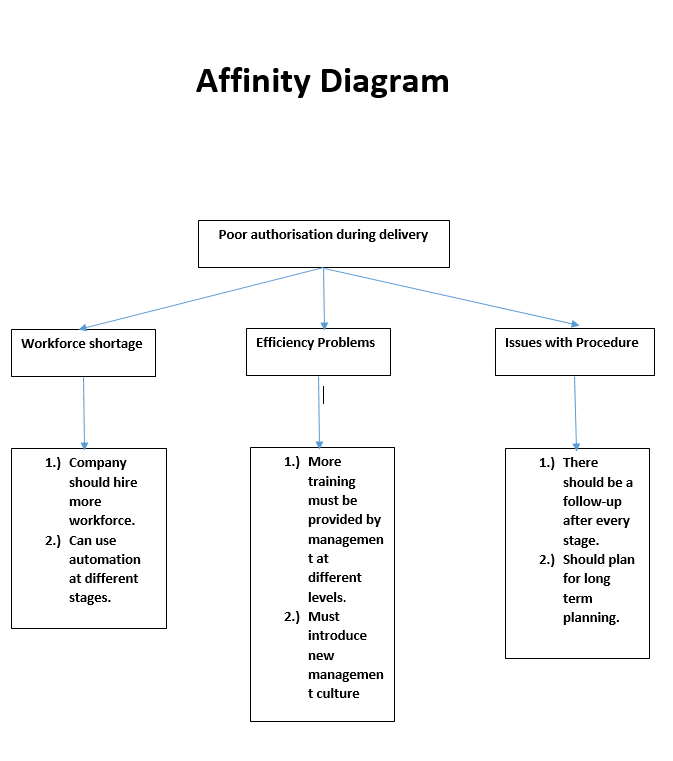 Affinity Diagram
Poor authorisation during delivery
Workforce shortage
Efficiency Problems
Issues with Procedure
1.) Company
should hire
more
workforce.
2.) Can use
automation
at different
stages.
1.) More
training
must be
provided by
managemen
t at
different
levels.
2.) Must
introduce
new
managemen
t culture
1.) There
should be a
follow-up
after every
stage.
2.) Should plan
for long
term
planning.